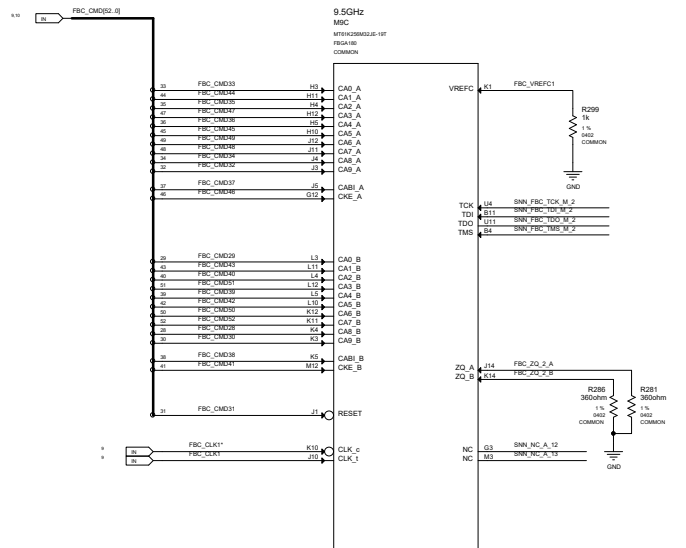 FBC_CMD[52..0]
9,10 IN
9.5GHz
M9C
MT61K256M32JE-19T
FBGA180
COMMON
33 FBC_CMD33 H3 CA0_A
44 FBC_CMD44 H11 CA1_A
35 FBC_CMD35 H4 CA2_A
47 FBC_CMD47 H12 CA3_A
36 FBC_CMD36 H5 CA4_A
45 FBC_CMD45 H10 CA5_A
49 FBC_CMD49 J12 CA6_A
48 FBC_CMD48 J11 CA7_A
34 FBC_CMD34 J4 CA8_A
32 FBC_CMD32 J3 CA9_A
37 FBC_CMD37 J5 CABI_A
46 FBC_CMD46 G12 CKE_A
VREFC K1 FBC_VREFC1
R299
1k
1 %
0402
COMMON
GND
TCK U4 SNN_FBC_TCK_M_2
TDI B11 SNN_FBC_TDI_M_2
TDO U11 SNN_FBC_TDO_M_2
TMS B4 SNN_FBC_TMS_M_2
29 FBC_CMD29 L3 CA0_B
43 FBC_CMD43 L11 CA1_B
40 FBC_CMD40 L4 CA2_B
51 FBC_CMD51 L12 CA3_B
39 FBC_CMD39 L5 CA4_B
42 FBC_CMD42 L10 CA5_B
50 FBC_CMD50 K12 CA6_B
52 FBC_CMD52 K11 CA7_B
28 FBC_CMD28 K4 CA8_B
30 FBC_CMD30 K3 CA9_B
38 FBC_CMD38 K5 CABI_B
41 FBC_CMD41 M12 CKE_B
ZQ_A J14 FBC_ZQ_2_A
ZQ_B K14 FBC_ZQ_2_B
R286 R281
360ohm 360ohm
1 % 1 %
0402 0402
COMMON COMMON
GND
31 FBC_CMD31 J1 RESET
9 IN FBC_CLK1* K10 CLK_c
9 IN FBC_CLK1 J10 CLK_t
NC G3 SNN_NC_A_12
NC M3 SNN_NC_A_13